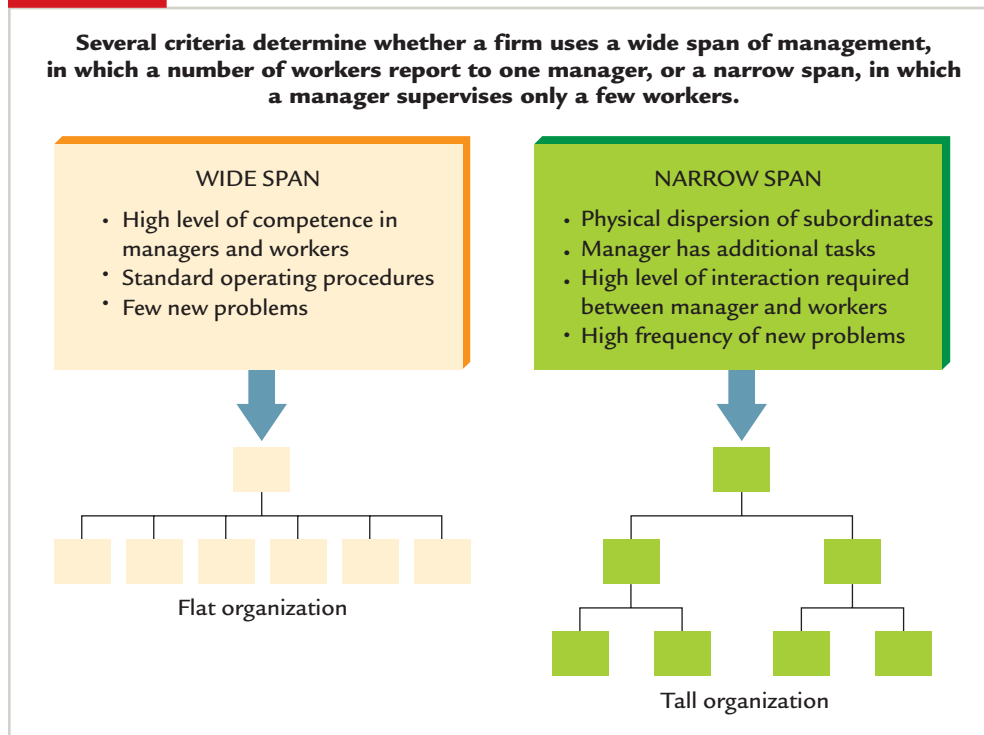 Several criteria determine whether a firm uses a wide span of management,
in which a number of workers report to one manager, or a narrow span, in which
a manager supervises only a few workers.
WIDE SPAN
• High level of competence in
managers and workers
• Standard operating procedures
• Few new problems
Flat organization
NARROW SPAN
• Physical dispersion of subordinates
• Manager has additional tasks
• High level of interaction required
between manager and workers
• High frequency of new problems
Tall organization